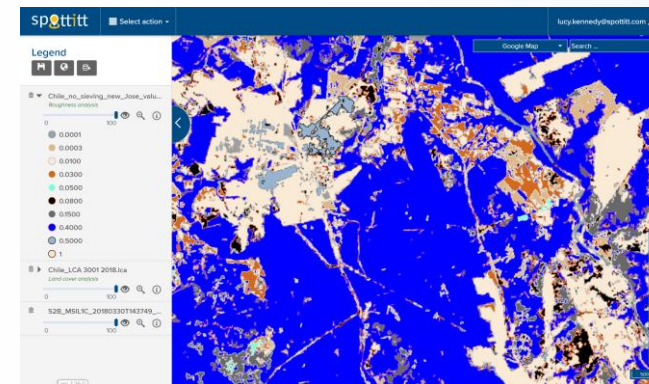 spottitt
Select action
lucy.kennedy@spottitt.com
Legend
Google Map
Search ...
Chile_no_sieving_new_Jose_valu...
Roughness analysis
0 100
0.0001
0.0003
0.0100
0.0300
0.0500
0.0800
0.1500
0.4000
0.5000
1
Chile_LCA 3001 2018.lca
Land cover analysis
0 100
S2B_MSIL1C_20180330T143749_...
0 100